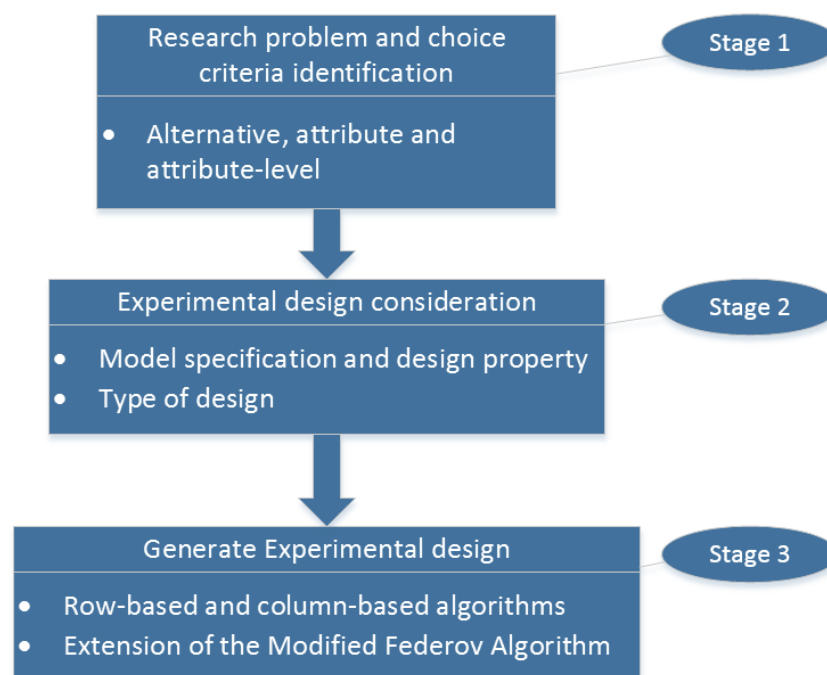 Research problem and choice
criteria identification
Stage 1
• Alternative, attribute and
attribute-level
Experimental design consideration
Stage 2
• Model specification and design property
• Type of design
Generate Experimental design
Stage 3
• Row-based and column-based algorithms
• Extension of the Modified Federov Algorithm